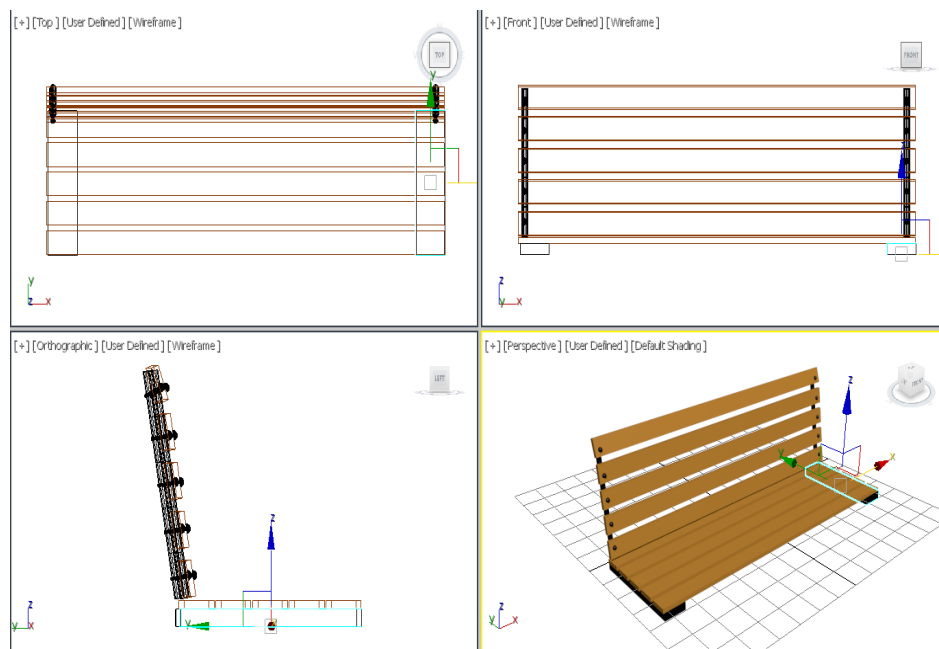 [+] [Top] [User Defined] [Wireframe]
TOP
y
y
z x
[+] [Front] [User Defined] [Wireframe]
FRONT
z
z
y x
[+] [Orthographic] [User Defined] [Wireframe]
LEFT
z
y
z
y x
[+] [Perspective] [User Defined] [Default Shading]
FRONT
z
y
x
z
y x